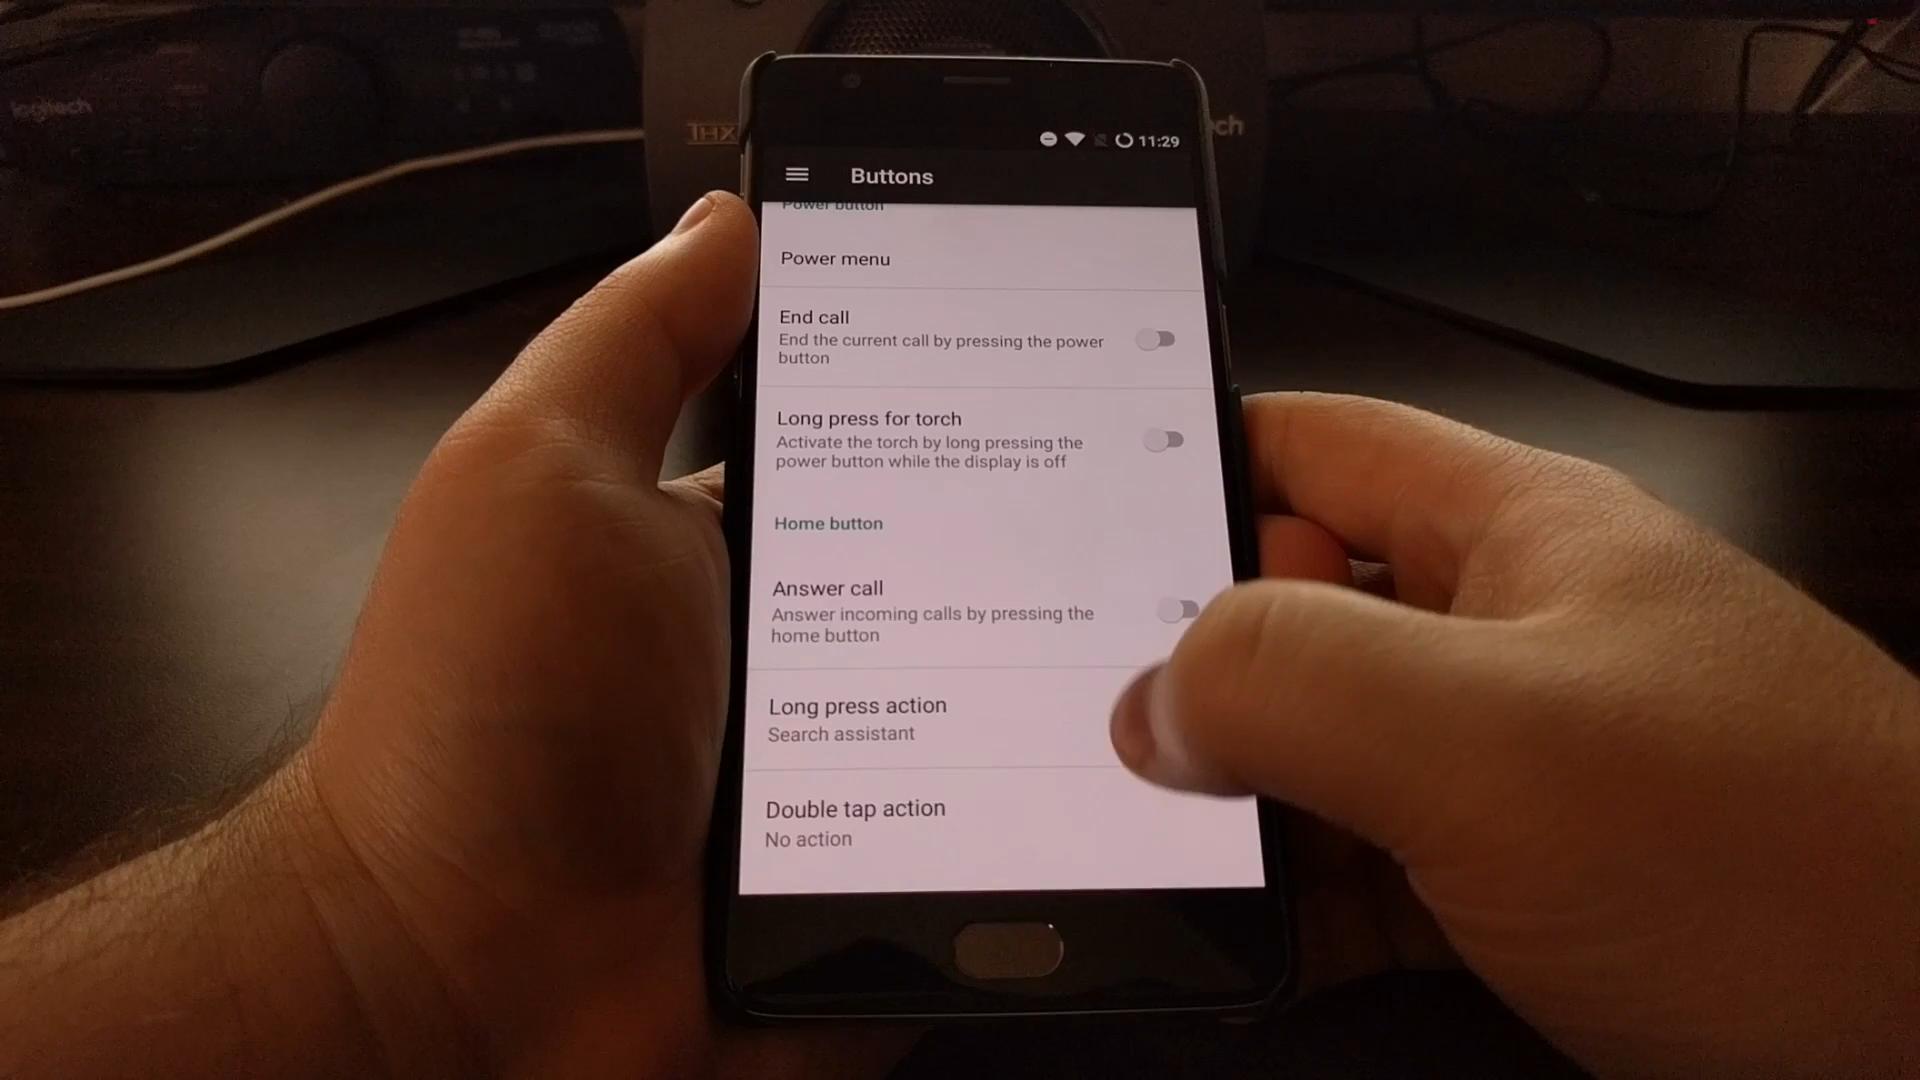 logitech
THX
ech
11:29
Buttons
Power button
Power menu
End call
End the current call by pressing the power
button
Long press for torch
Activate the torch by long pressing the
power button while the display is off
Home button
Answer call
Answer incoming calls by pressing the
home button
Long press action
Search assistant
Double tap action
No action